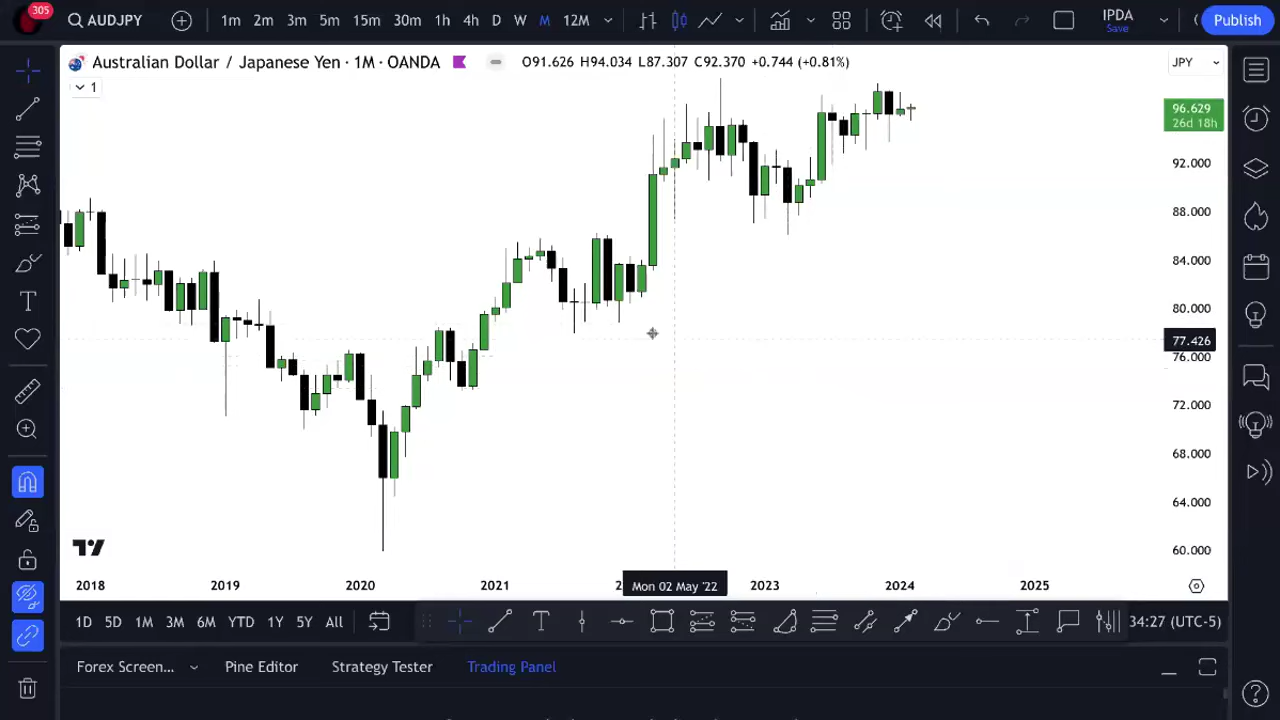 305
AUDJPY
1m 2m 3m 5m 15m 30m 1h 4h D W M 12M
IPDA
Save
Publish
Australian Dollar / Japanese Yen · 1M · OANDA
O91.626 H94.034 L87.307 C92.370 +0.744 (+0.81%)
JPY
1
96.629
26d 18h
92.000
88.000
84.000
80.000
77.426
76.000
72.000
68.000
64.000
60.000
2018 2019 2020 2021 2 Mon 02 May '22 2023 2024 2025
1D 5D 1M 3M 6M YTD 1Y 5Y All
34:27 (UTC-5)
Forex Screen... Pine Editor Strategy Tester Trading Panel